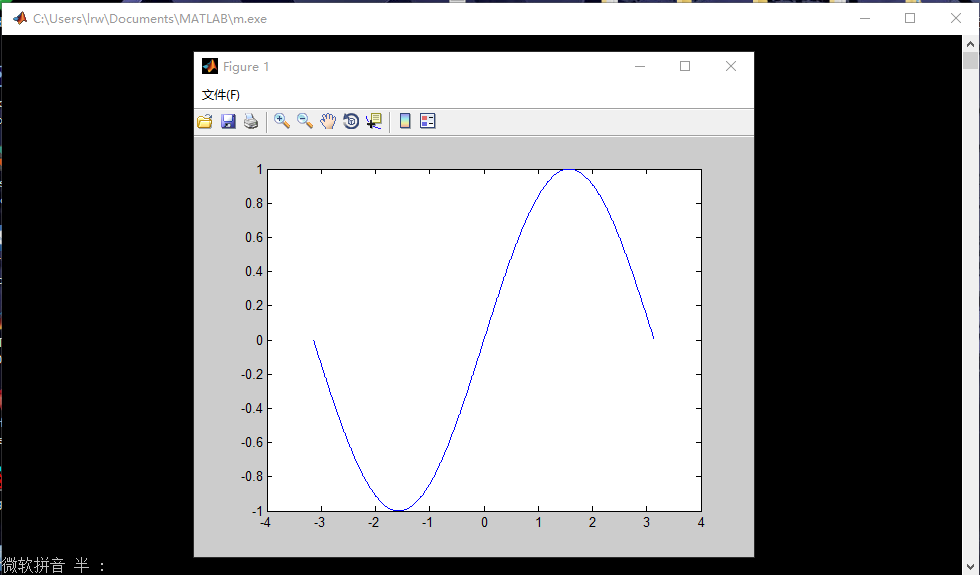 C:\Users\lrw\Documents\MATLAB\m.exe
Figure 1
文件(F)
1
0.8
0.6
0.4
0.2
0
-0.2
-0.4
-0.6
-0.8
-1
-4 -3 -2 -1 0 1 2 3 4
微软拼音 半 :